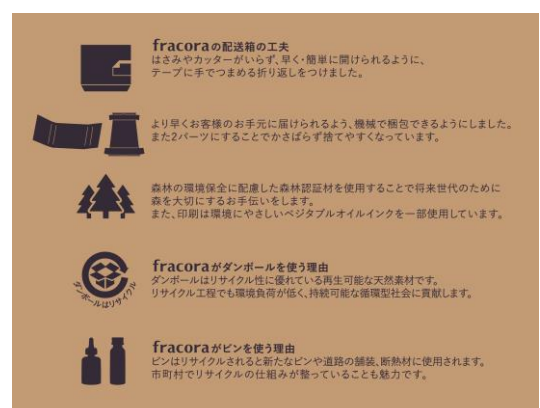 fracoraの配送箱の工夫
はさみやカッターがいらず、早く・簡単に開けられるように、
テープに手でつまめる折り返しをつけました。
より早くお客様のお手元に届けられるよう、機械で梱包できるようにしました。
また2パーツにすることでかさばらず捨てやすくなっています。
森林の環境保全に配慮した森林認証材を使用することで将来世代のために
森を大切にするお手伝いをします。
また、印刷は環境にやさしいベジタブルオイルインクを一部使用しています。
fracoraがダンボールを使う理由
ダンボールはリサイクル性に優れている再生可能な天然素材です。
リサイクル工程でも環境負荷が低く、持続可能な循環型社会に貢献します。
ダンボールはリサイクル
fracoraがビンを使う理由
ビンはリサイクルされると新たなビンや道路の舗装、断熱材に使用されます。
市町村でリサイクルの仕組みが整っていることも魅力です。